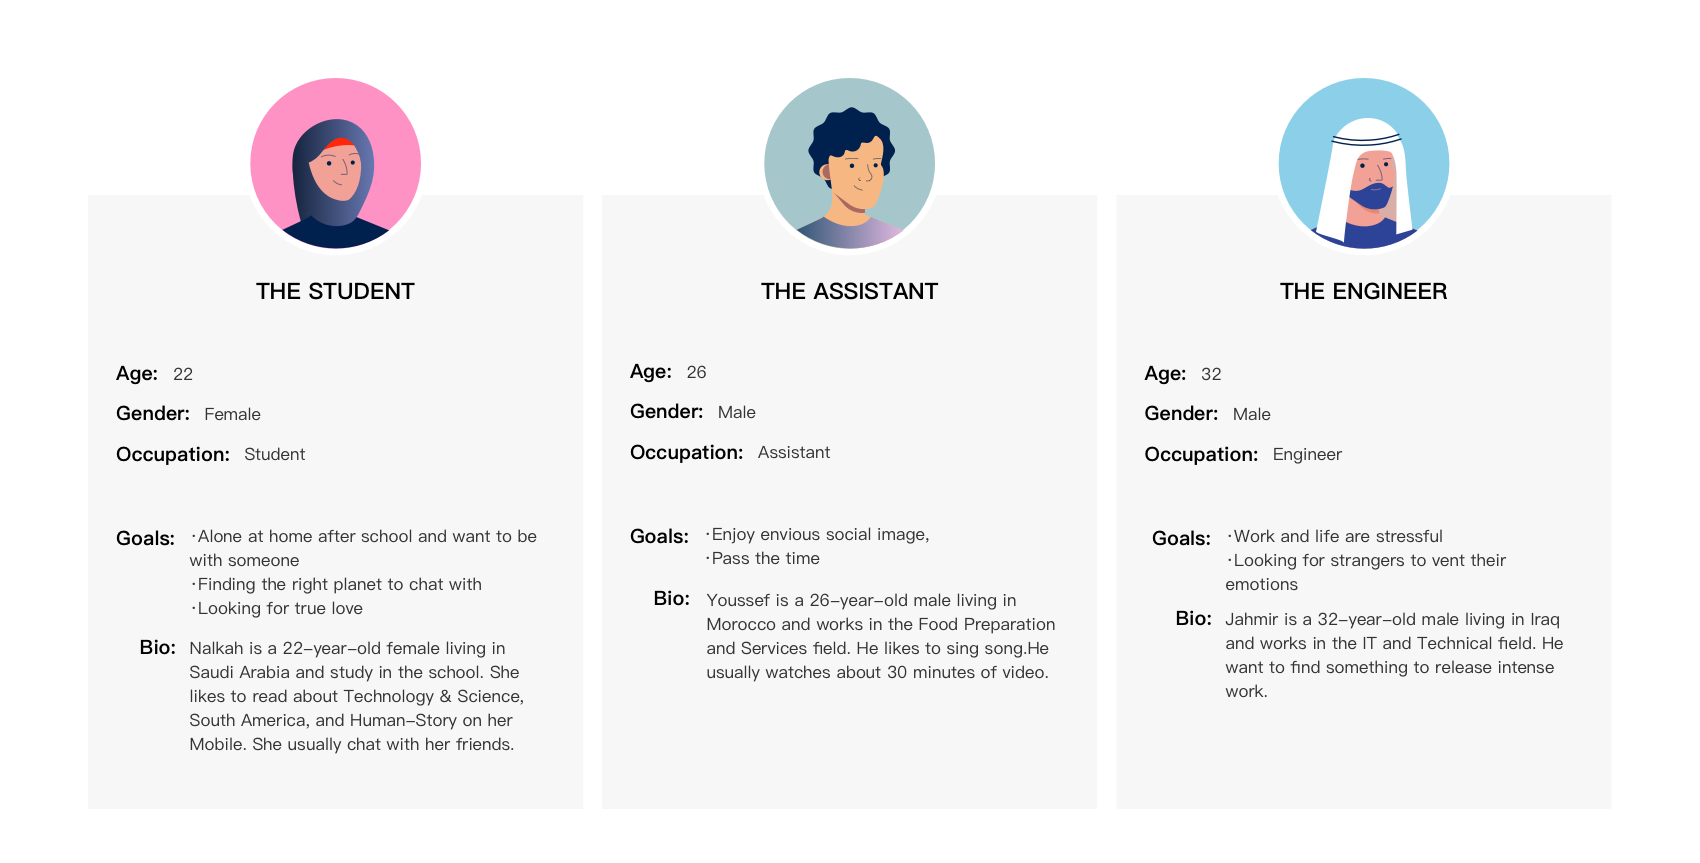 THE STUDENT
Age: 22
Gender: Female
Occupation: Student
Goals: ·Alone at home after school and want to be
with someone
·Finding the right planet to chat with
·Looking for true love
Bio: Nalkah is a 22-year-old female living in
Saudi Arabia and study in the school. She
likes to read about Technology & Science,
South America, and Human-Story on her
Mobile. She usually chat with her friends.
THE ASSISTANT
Age: 26
Gender: Male
Occupation: Assistant
Goals: ·Enjoy envious social image,
·Pass the time
Bio: Youssef is a 26-year-old male living in
Morocco and works in the Food Preparation
and Services field. He likes to sing song.He
usually watches about 30 minutes of video.
THE ENGINEER
Age: 32
Gender: Male
Occupation: Engineer
Goals: ·Work and life are stressful
·Looking for strangers to vent their
emotions
Bio: Jahmir is a 32-year-old male living in Iraq
and works in the IT and Technical field. He
want to find something to release intense
work.